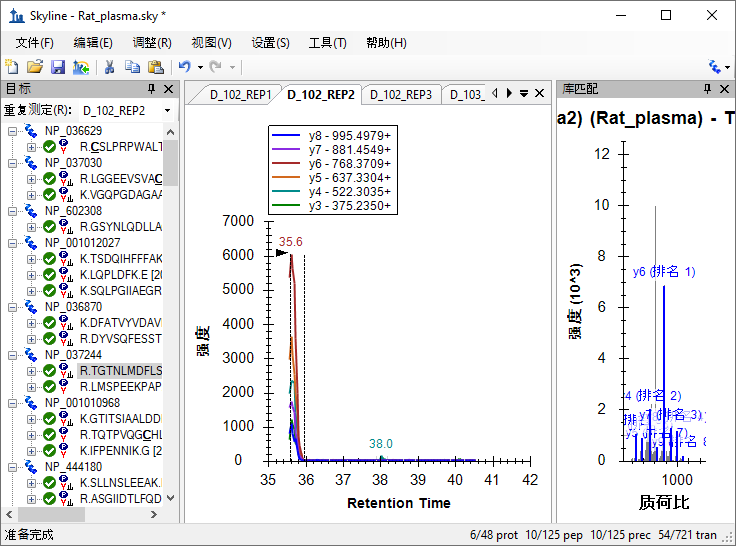 Skyline - Rat_plasma.sky *
文件(F) 编辑(E) 调整(R) 视图(V) 设置(S) 工具(T) 帮助(H)
目标
重复测定(R): D_102_REP2
NP_036629
R.CSLPRPWALT
NP_037030
R.LGGEEVSVAC
K.VGQPGDAGAA
NP_602308
R.GSYNLQDLLA
NP_001012027
K.TSDQIHFFFAK
K.LQPLDFK.E [20
K.SQLPGIIAEGR
NP_036870
K.DFATVYVDAV
R.DYVSQFESST
NP_037244
R.TGTNLMDFLS
R.LMSPEEKPAP
NP_001010968
K.GTITSIAALDD
R.TQTPVQGCHL
K.IFPENNIK.G [2
NP_444180
K.SLLNSLEEAK
R.ASGIIDTLFQD
D_102_REP1 D_102_REP2 D_102_REP3 D_103_
y8 - 995.4979+
y7 - 881.4549+
y6 - 768.3709+
y5 - 637.3304+
y4 - 522.3035+
y3 - 375.2350+
7000
6000
5000
4000
3000
2000
1000
0
强度
35.6
38.0
35 36 37 38 39 40 41 42
Retention Time
库匹配
a2) (Rat_plasma) - T
12
10
8
6
4
2
0
强度 (10^3)
y6 (排名 1)
4 (排名 2)
y7 (排名 3)
1000
质荷比
准备完成 6/48 prot 10/125 pep 10/125 prec 54/721 tran